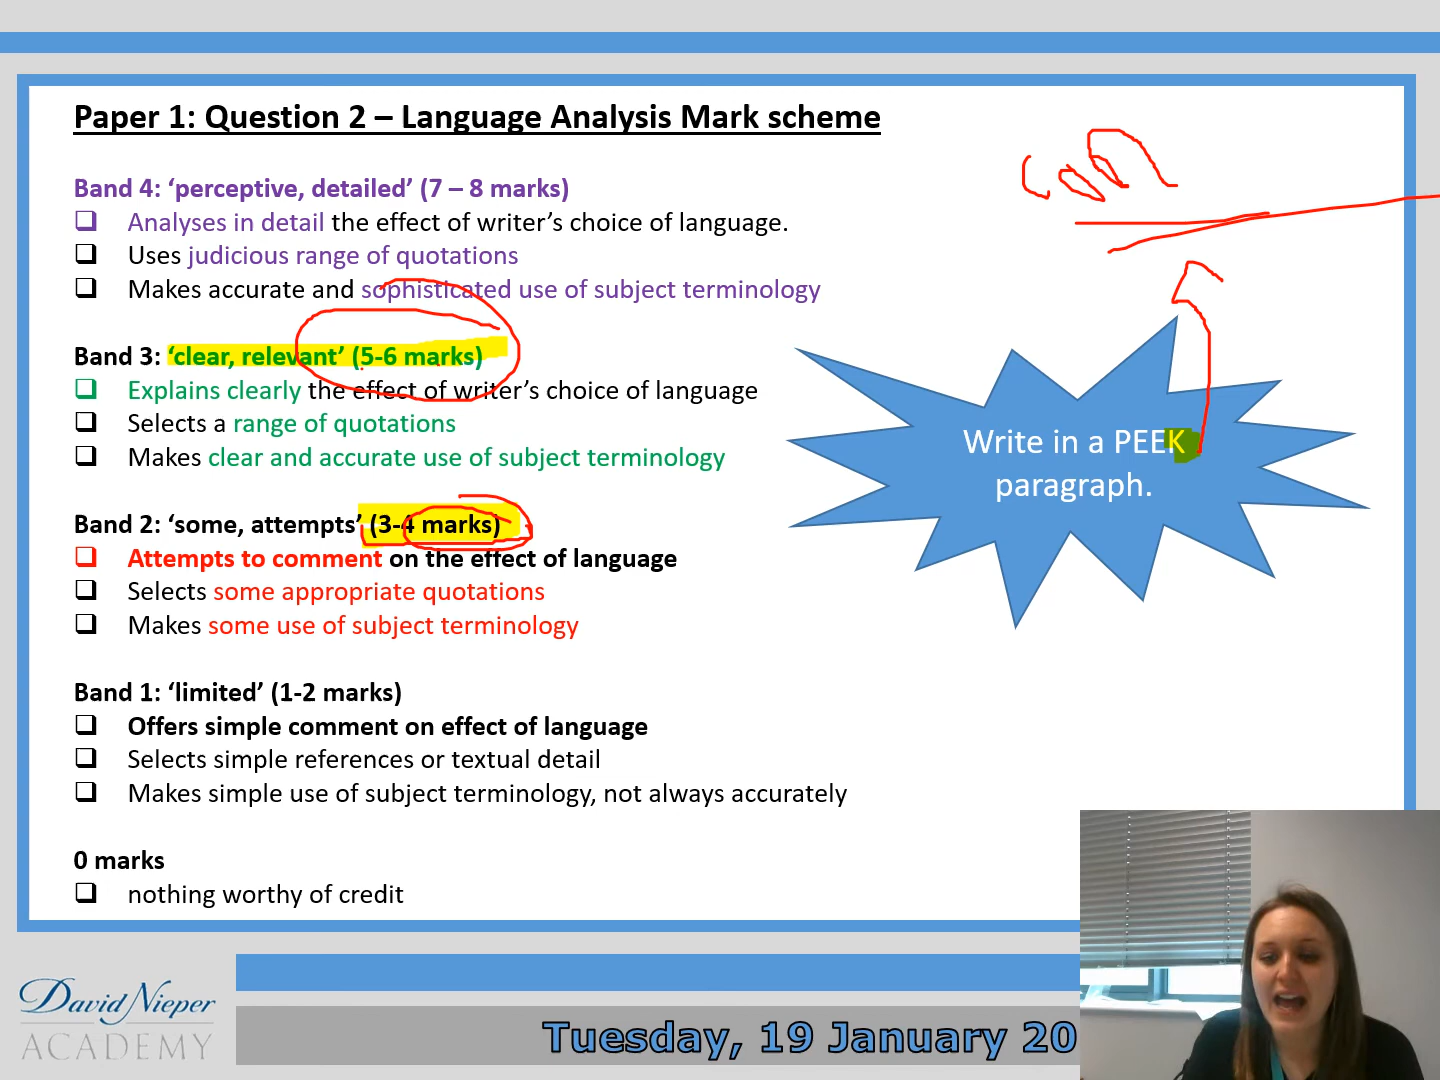 Paper 1: Question 2 – Language Analysis Mark scheme
Band 4: ‘perceptive, detailed’ (7 – 8 marks)
Analyses in detail the effect of writer’s choice of language.
Uses judicious range of quotations
Makes accurate and sophisticated use of subject terminology
Band 3: ‘clear, relevant’ (5-6 marks)
Explains clearly the effect of writer’s choice of language
Selects a range of quotations
Makes clear and accurate use of subject terminology
Band 2: ‘some, attempts’ (3-4 marks)
Attempts to comment on the effect of language
Selects some appropriate quotations
Makes some use of subject terminology
Band 1: ‘limited’ (1-2 marks)
Offers simple comment on effect of language
Selects simple references or textual detail
Makes simple use of subject terminology, not always accurately
0 marks
nothing worthy of credit
Write in a PEEK
paragraph.
David Nieper
ACADEMY
Tuesday, 19 January 20